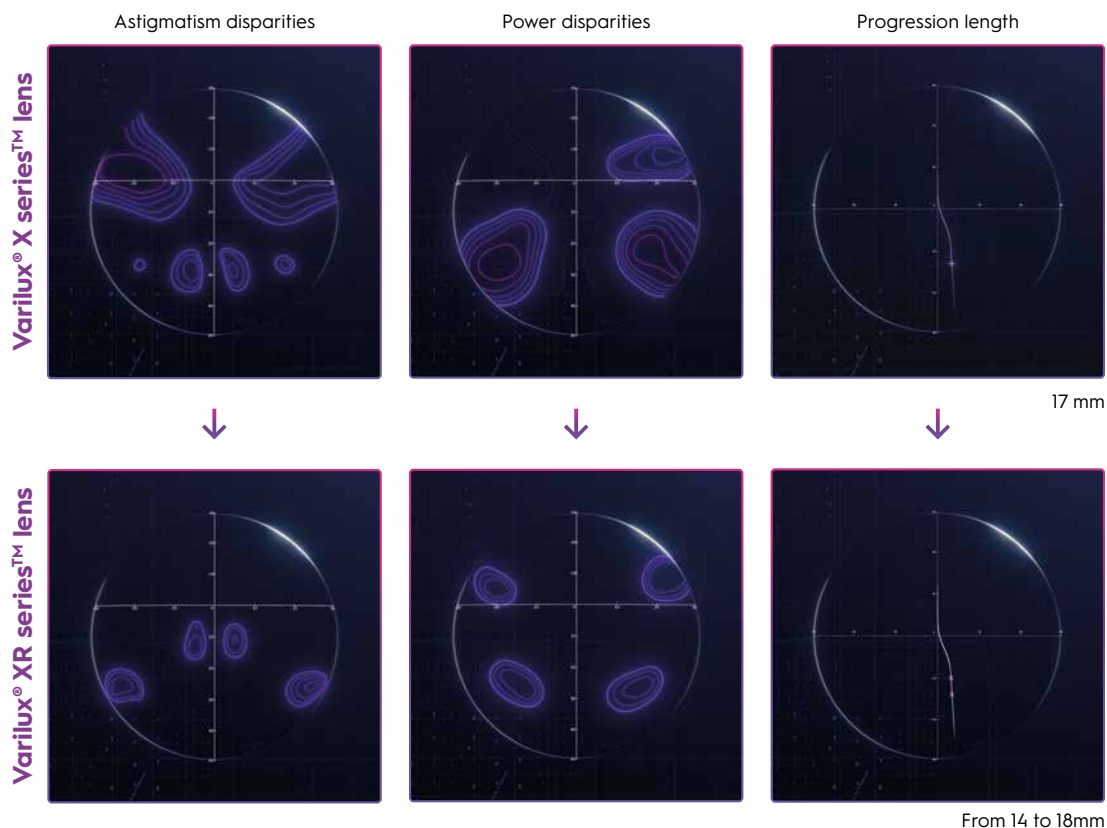 Astigmatism disparities
Power disparities
Progression length
Varilux® X series™ lens
17 mm
Varilux® XR series™ lens
From 14 to 18mm